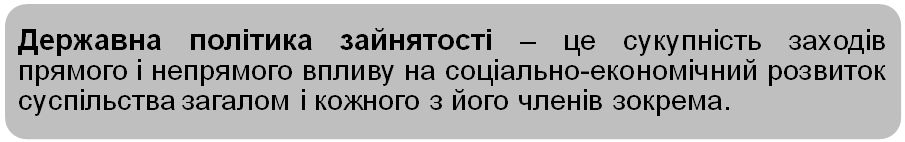 Державна політика зайнятості – це сукупність заходів
прямого і непрямого впливу на соціально-економічний розвиток
суспільства загалом і кожного з його членів зокрема.